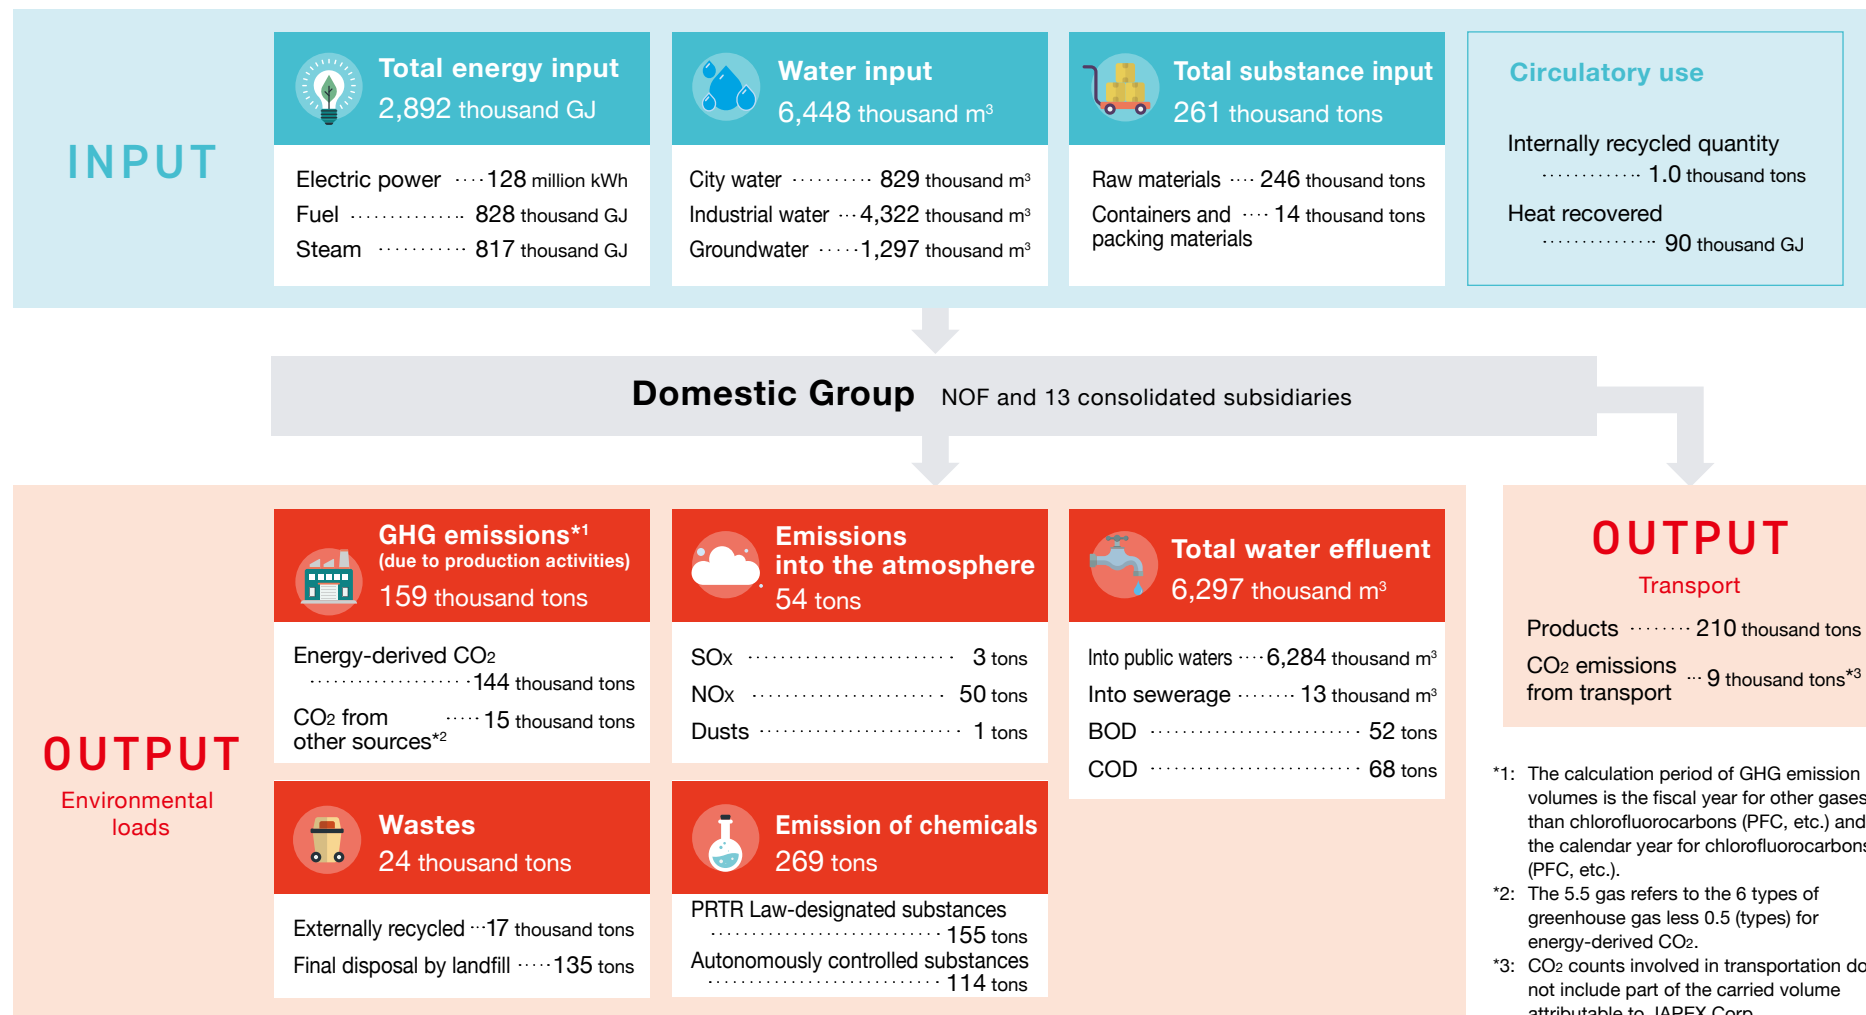 INPUT
Total energy input
2,892 thousand GJ
Electric power ····128 million kWh
Fuel ·············· 828 thousand GJ
Steam ·········· 817 thousand GJ
Water input
6,448 thousand m³
City water ·········· 829 thousand m³
Industrial water ···4,322 thousand m³
Groundwater ·····1,297 thousand m³
Total substance input
261 thousand tons
Raw materials ···· 246 thousand tons
Containers and ···· 14 thousand tons
packing materials
Circulatory use
Internally recycled quantity
············ 1.0 thousand tons
Heat recovered
·············· 90 thousand GJ
Domestic Group NOF and 13 consolidated subsidiaries
OUTPUT
Environmental
loads
GHG emissions*1
(due to production activities)
159 thousand tons
Energy-derived CO2
···················144 thousand tons
CO2 from ····· 15 thousand tons
other sources*2
Emissions
into the atmosphere
54 tons
SOx ························ 3 tons
NOx ······················ 50 tons
Dusts ························ 1 tons
Total water effluent
6,297 thousand m³
Into public waters ····6,284 thousand m³
Into sewerage ········ 13 thousand m³
BOD ························ 52 tons
COD ························ 68 tons
Wastes
24 thousand tons
Externally recycled ···17 thousand tons
Final disposal by landfill ·····135 tons
Emission of chemicals
269 tons
PRTR Law-designated substances
··························· 155 tons
Autonomously controlled substances
··························· 114 tons
OUTPUT
Transport
Products ········ 210 thousand tons
CO2 emissions ··· 9 thousand tons*3
from transport
*1: The calculation period of GHG emission
volumes is the fiscal year for other gases
than chlorofluorocarbons (PFC, etc.) and
the calendar year for chlorofluorocarbons
(PFC, etc.).
*2: The 5.5 gas refers to the 6 types of
greenhouse gas less 0.5 (types) for
energy-derived CO2.
*3: CO2 counts involved in transportation do
not include part of the carried volume
attributable to JAPEX Corp.